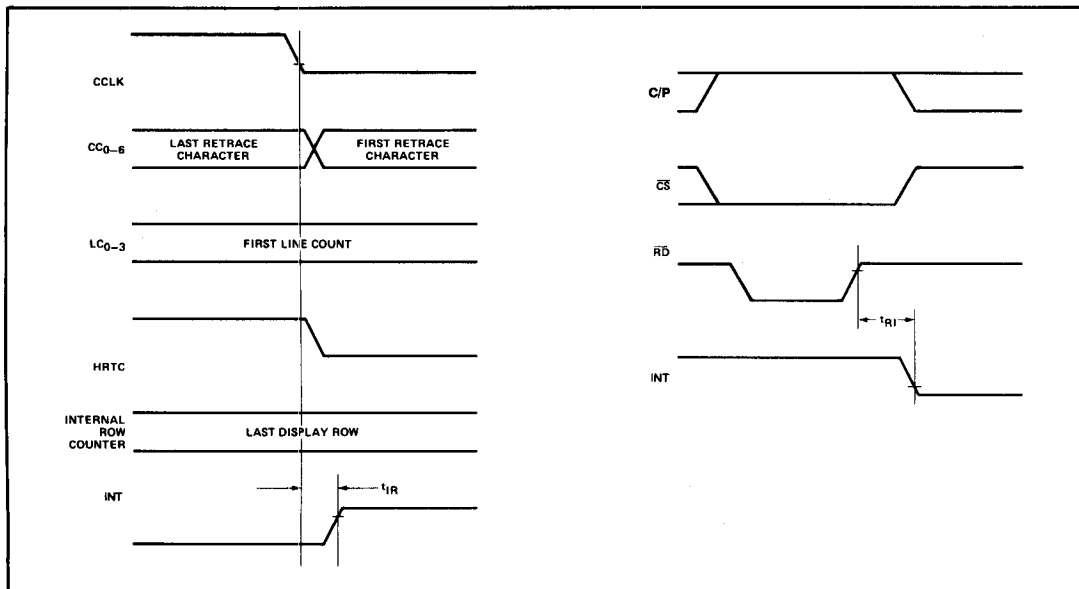 CCLK
CC0–6
LAST RETRACE
CHARACTER
FIRST RETRACE
CHARACTER
LC0–3
FIRST LINE COUNT
HRTC
INTERNAL
ROW
COUNTER
LAST DISPLAY ROW
INT
tIR
C/P
CS
RD
tRI
INT